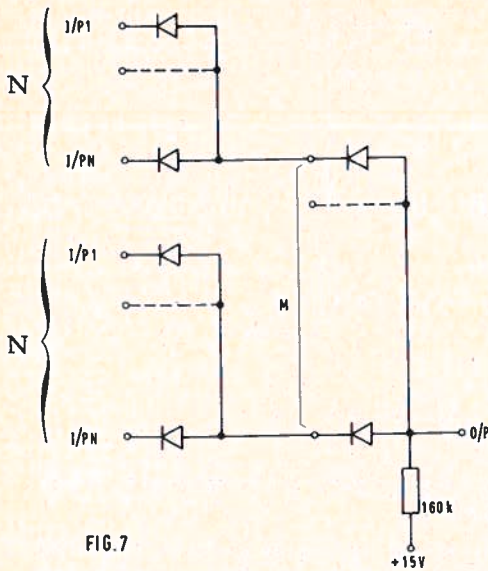 J/P1
N
I/PN
I/P1
M
N
I/PN
O/P
160k
FIG.7
+15V